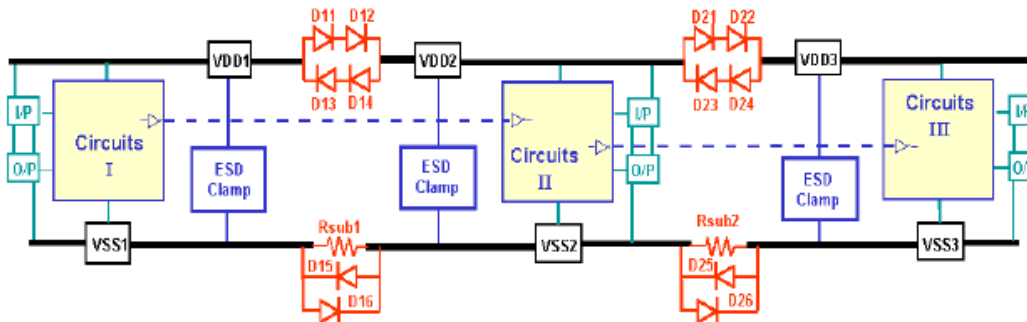 D11 D12
D21 D22
VDD1
VDD2
VDD3
D13 D14
D23 D24
I/P
Circuits
I
O/P
ESD
Clamp
ESD
Clamp
Circuits
II
I/P
O/P
ESD
Clamp
Circuits
III
I/P
O/P
VSS1
Rsub1
VSS2
Rsub2
VSS3
D15
D16
D25
D26